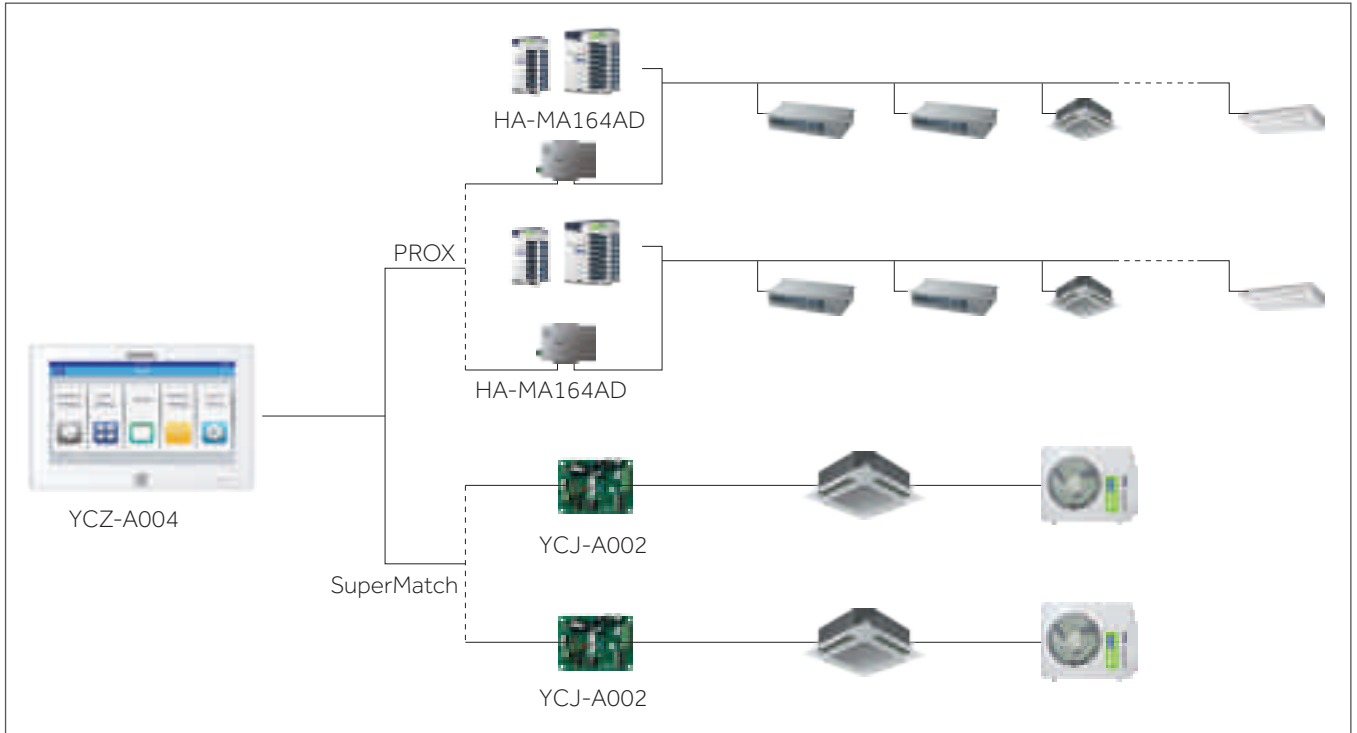 HA-MA164AD
PROX
HA-MA164AD
YCZ-A004
YCJ-A002
SuperMatch
YCJ-A002